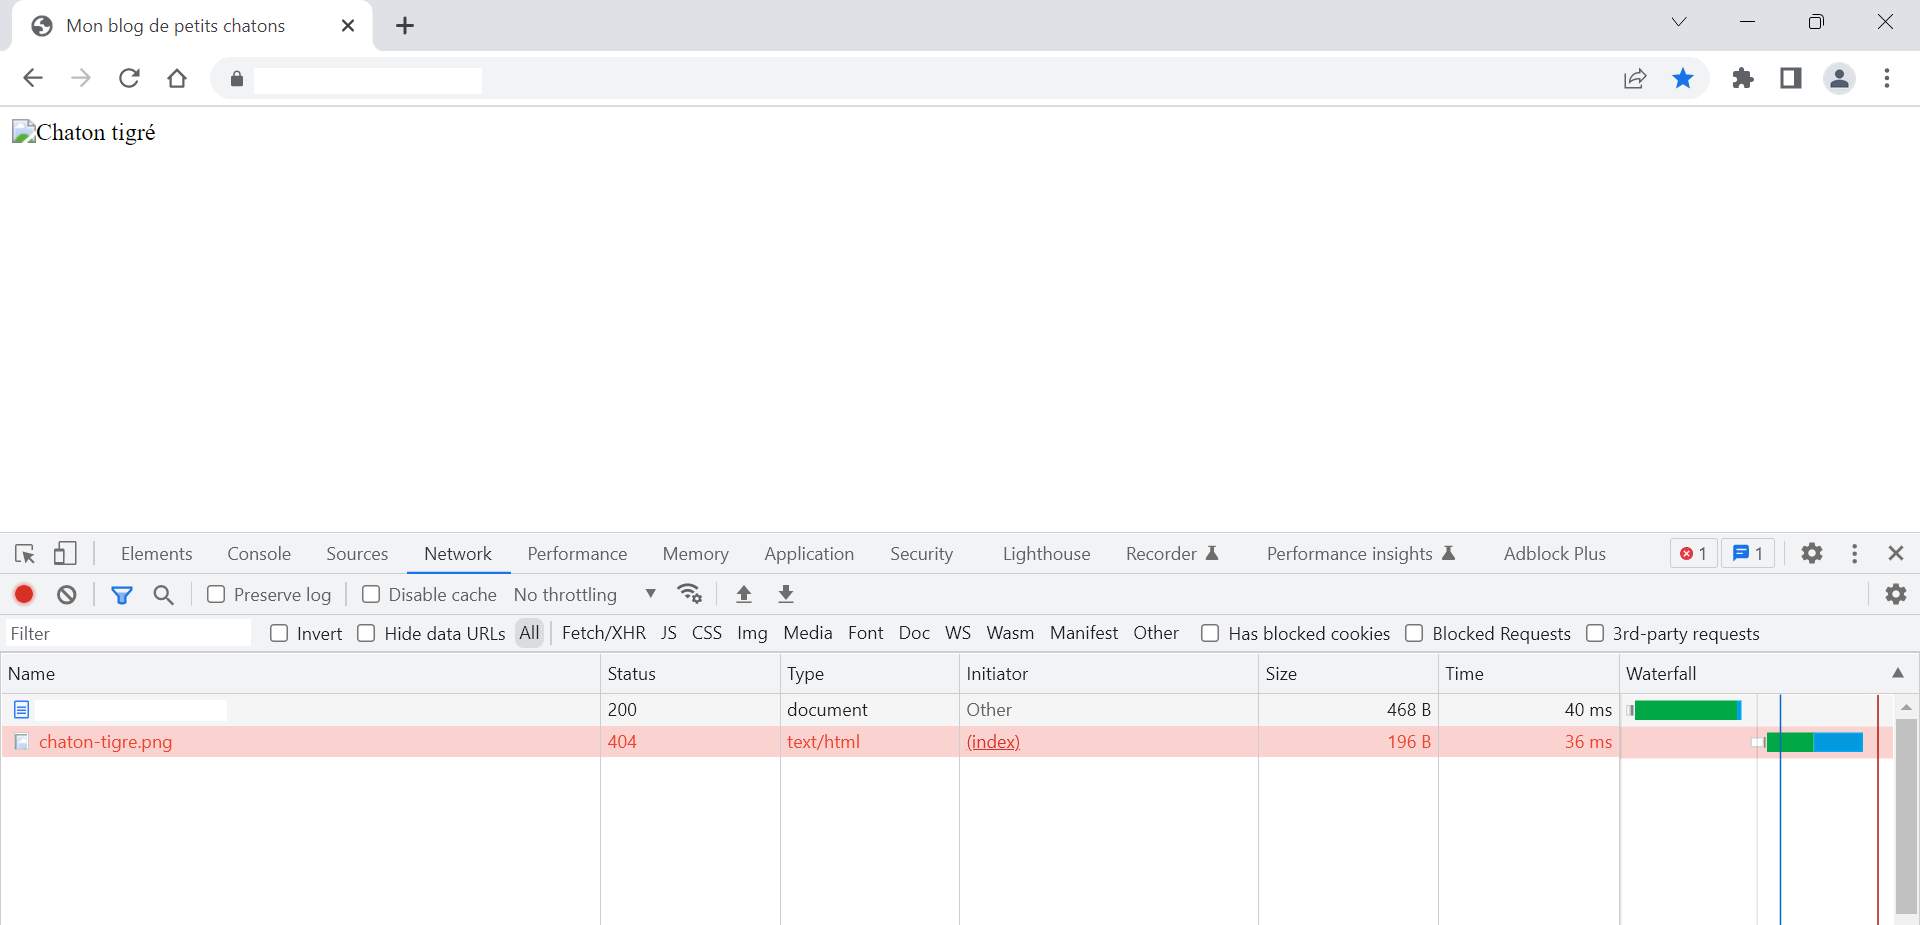 Mon blog de petits chatons
Chaton tigré
Elements Console Sources Network Performance Memory Application Security Lighthouse Recorder Performance insights Adblock Plus 1 1
Preserve log Disable cache No throttling
Filter Invert Hide data URLs All Fetch/XHR JS CSS Img Media Font Doc WS Wasm Manifest Other Has blocked cookies Blocked Requests 3rd-party requests
Name Status Type Initiator Size Time Waterfall
200 document Other 468 B 40 ms
chaton-tigre.png 404 text/html (index) 196 B 36 ms